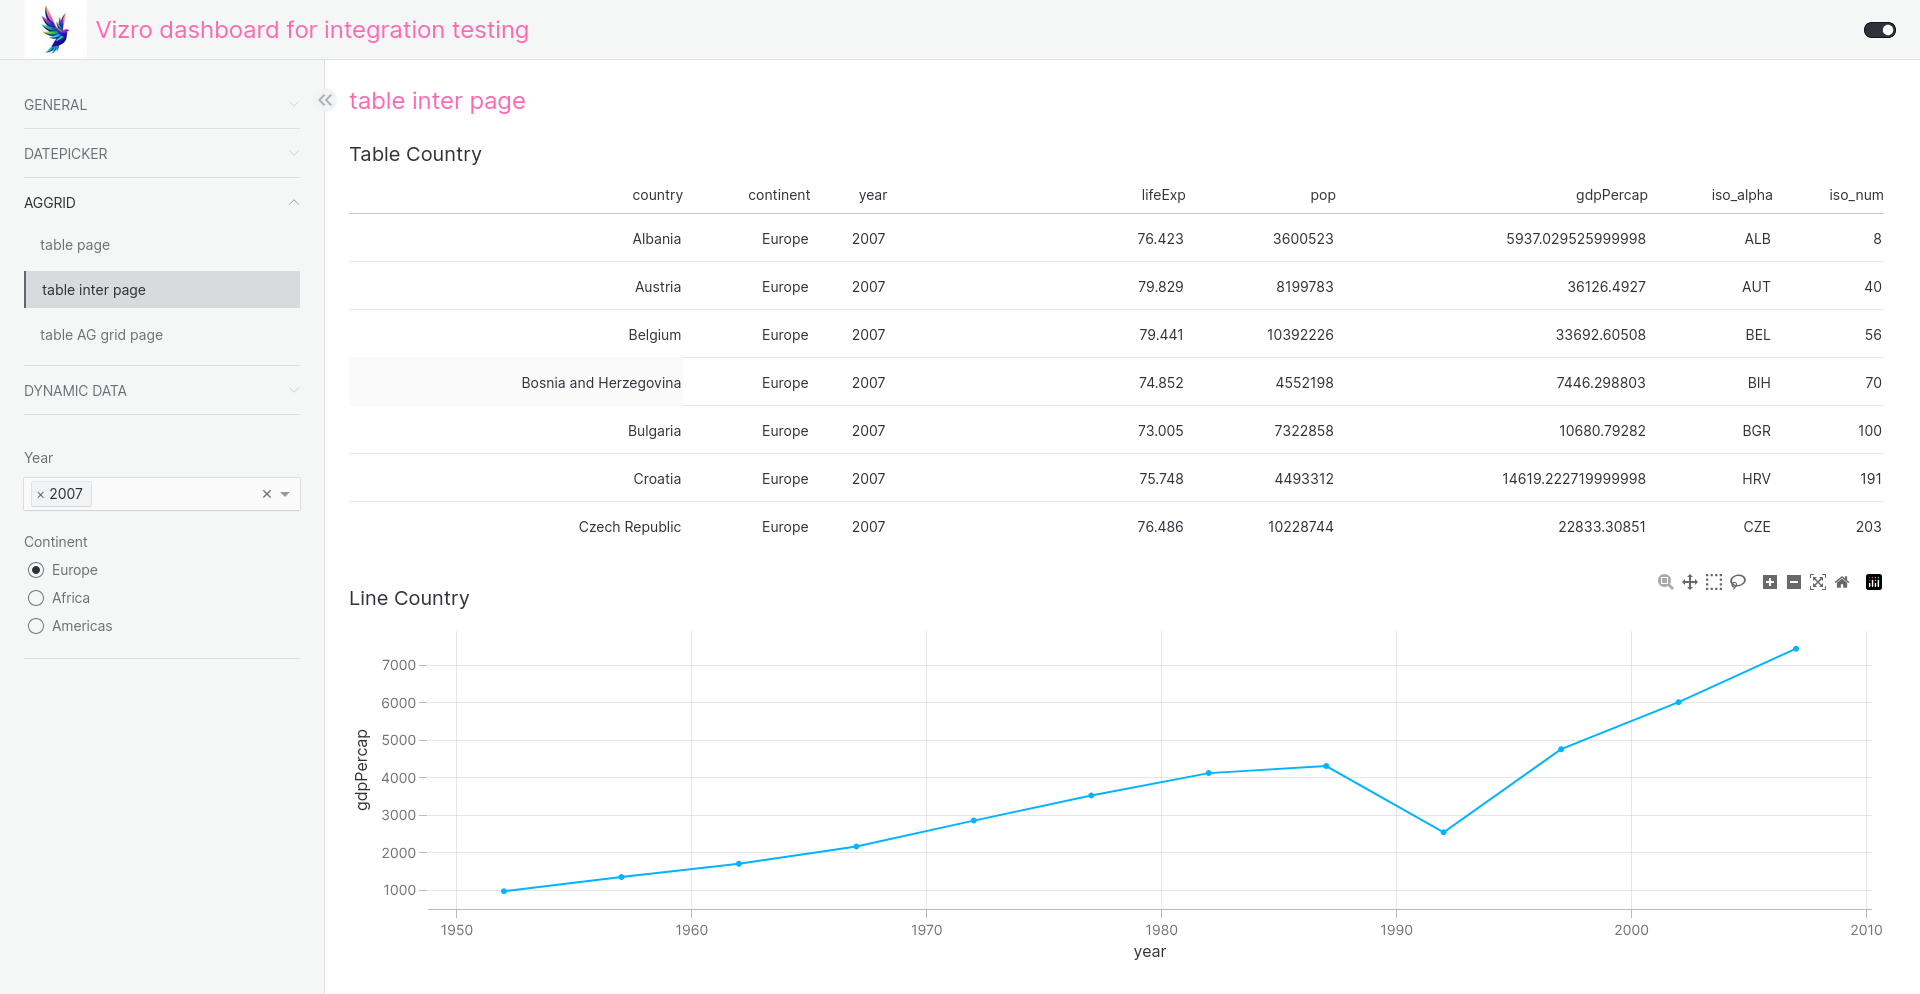 Vizro dashboard for integration testing
GENERAL
DATEPICKER
AGGRID
table page
table inter page
table AG grid page
DYNAMIC DATA
Year
× 2007 ×
Continent
Europe
Africa
Americas
table inter page
Table Country
country continent year lifeExp pop gdpPercap iso_alpha iso_num
Albania Europe 2007 76.423 3600523 5937.029525999998 ALB 8
Austria Europe 2007 79.829 8199783 36126.4927 AUT 40
Belgium Europe 2007 79.441 10392226 33692.60508 BEL 56
Bosnia and Herzegovina Europe 2007 74.852 4552198 7446.298803 BIH 70
Bulgaria Europe 2007 73.005 7322858 10680.79282 BGR 100
Croatia Europe 2007 75.748 4493312 14619.222719999998 HRV 191
Czech Republic Europe 2007 76.486 10228744 22833.30851 CZE 203
Line Country
gdpPercap
7000
6000
5000
4000
3000
2000
1000
1950 1960 1970 1980 1990 2000 2010
year